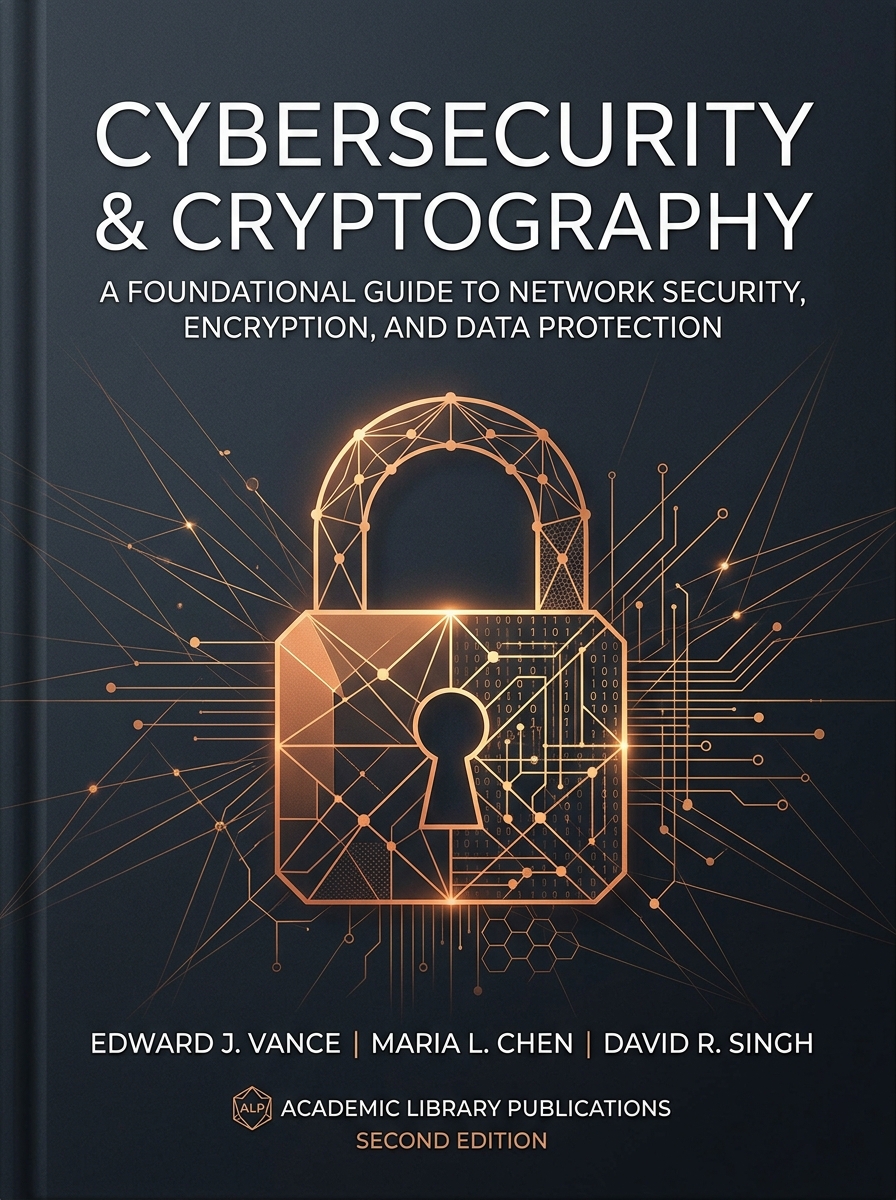 CYBERSECURITY
& CRYPTOGRAPHY
A FOUNDATIONAL GUIDE TO NETWORK SECURITY,
ENCRYPTION, AND DATA PROTECTION
EDWARD J. VANCE | MARIA L. CHEN | DAVID R. SINGH
ALP ACADEMIC LIBRARY PUBLICATIONS
SECOND EDITION